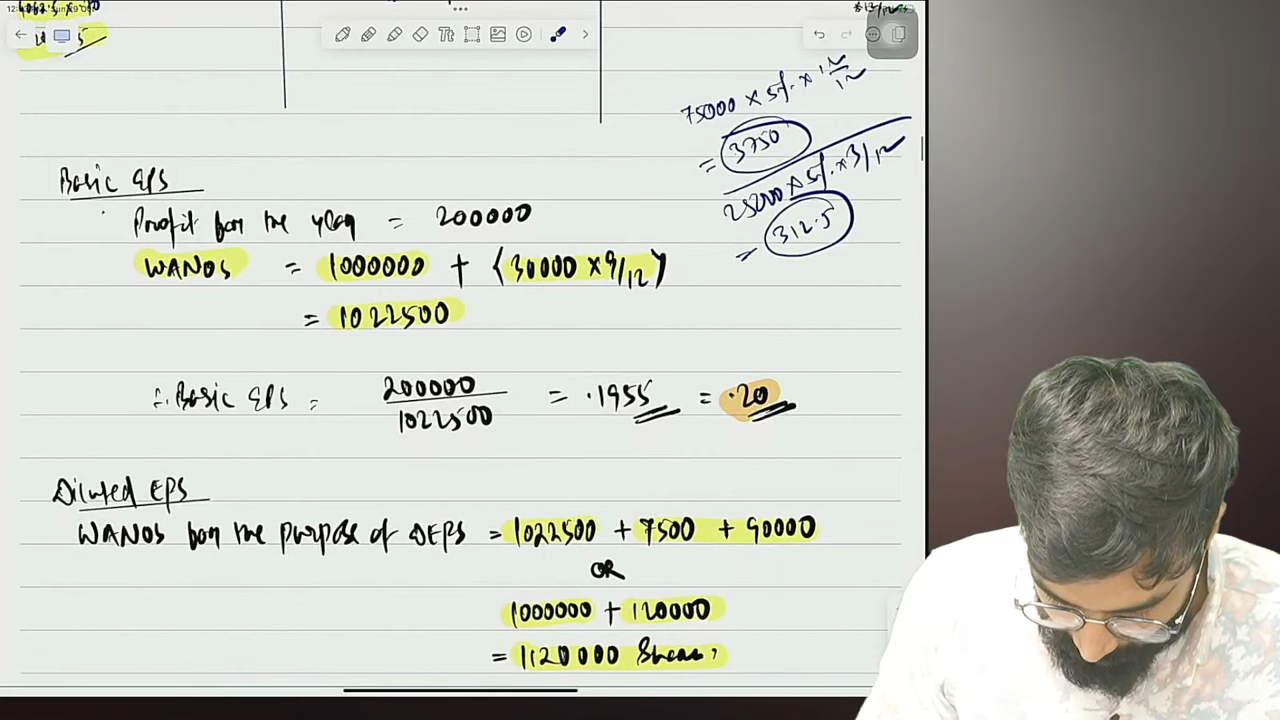 75000 × 5% × 12/12
= 3750
25000 × 5% × 3/12
= 312.5
Basic EPS
Profit for the year = 200000
WANOS = 1000000 + (30000 × 9/12)
= 1022500
∴ Basic EPS = 200000/1022500 = .1955 = .20
Diluted EPS
WANOS for the purpose of DEPS = 1022500 + 7500 + 90000
OR
1000000 + 120000
= 1120000 Shares